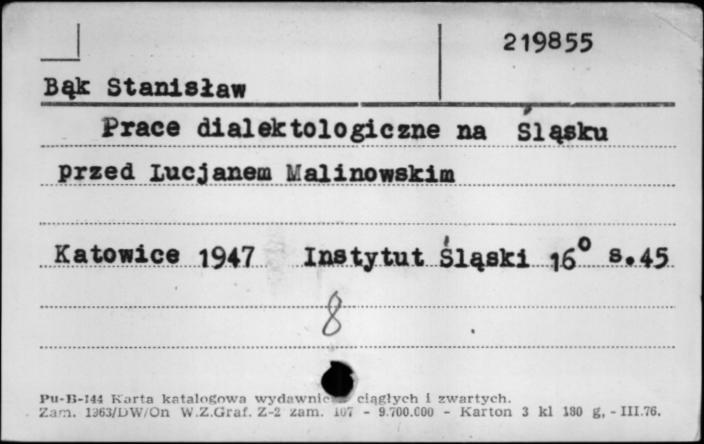 219855
Bąk Stanisław
Prace dialektologiczne na Śląsku
przed Lucjanem Malinowskim
Katowice 1947 Instytut Śląski 16° s.45
8
Pu-B-144 Karta katalogowa wydawnic ciągłych i zwartych.
Zam. 1963/DW/On W.Z.Graf. Z-2 zam. 107 - 9.700.000 - Karton 3 kl 180 g, - III.76.